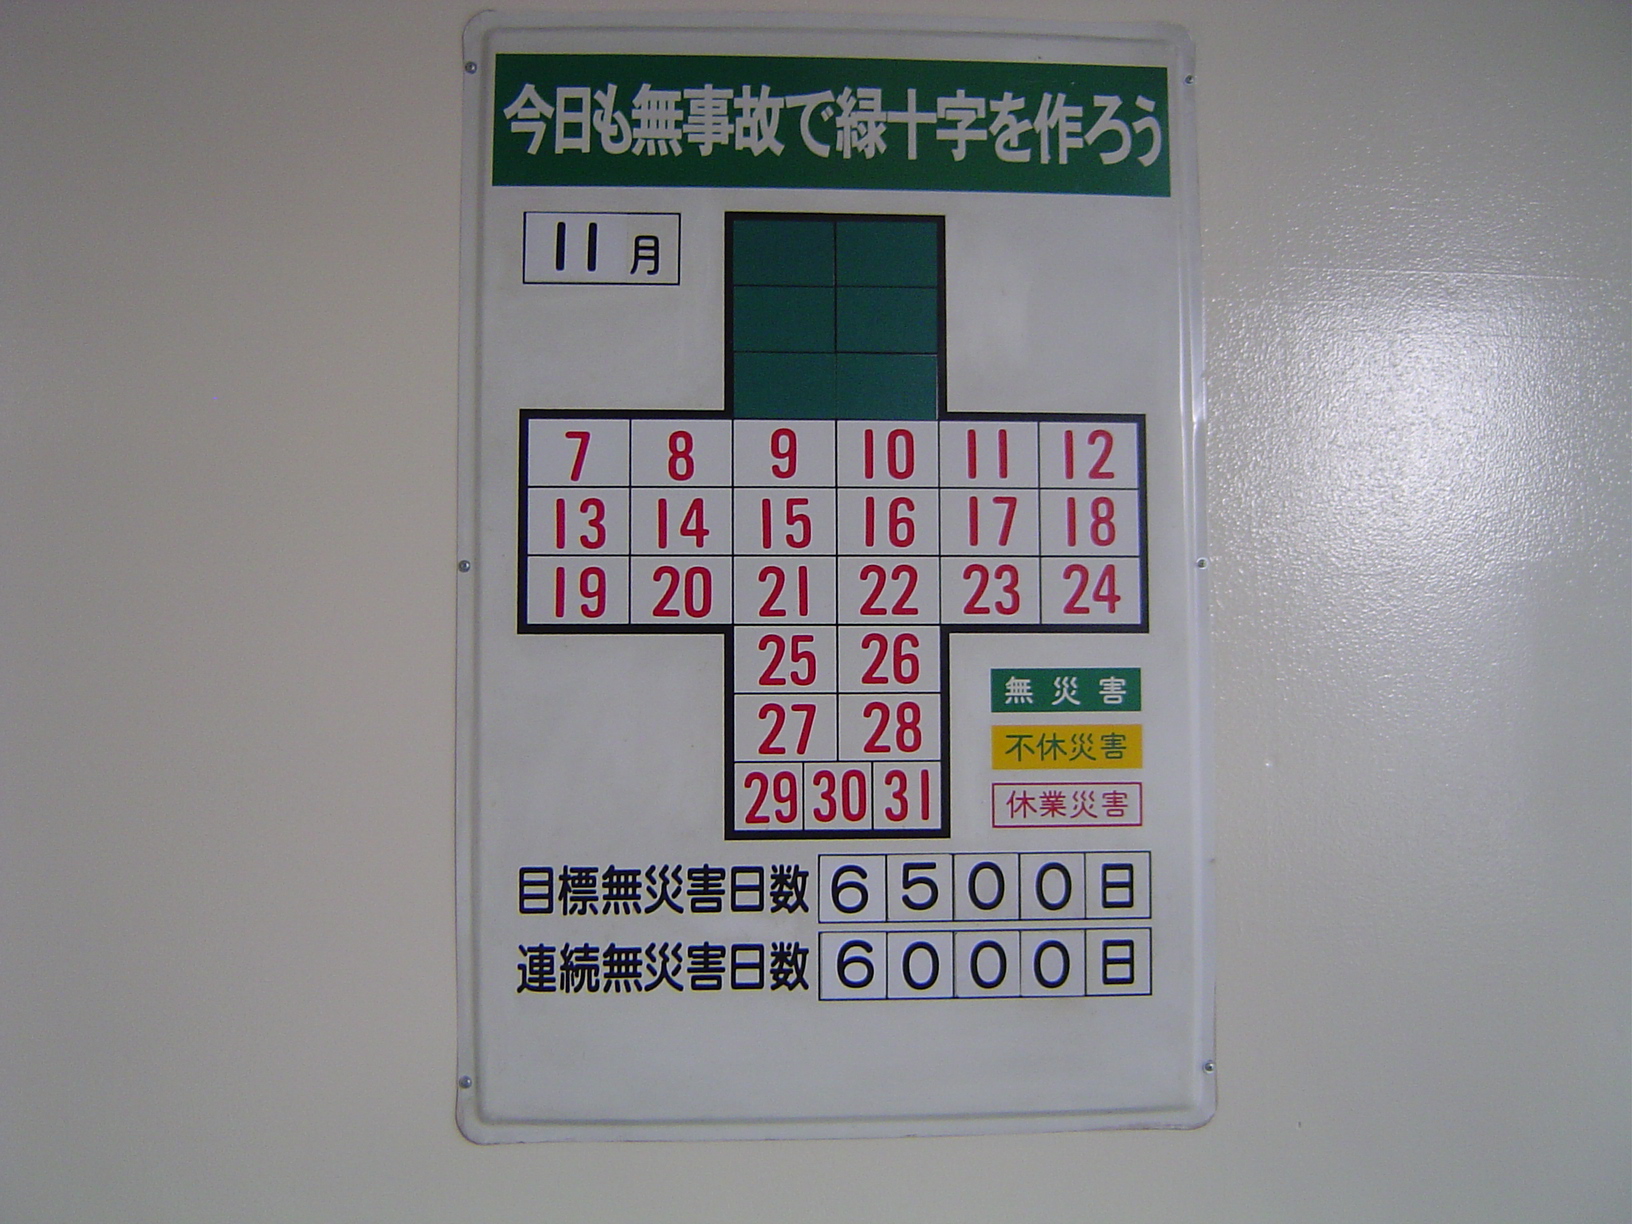 今日も無事故で緑十字を作ろう
11月
7 8 9 10 11 12
13 14 15 16 17 18
19 20 21 22 23 24
25 26
27 28
29 30 31
無災害
不休災害
休業災害
目標無災害日数 6500日
連続無災害日数 6000日